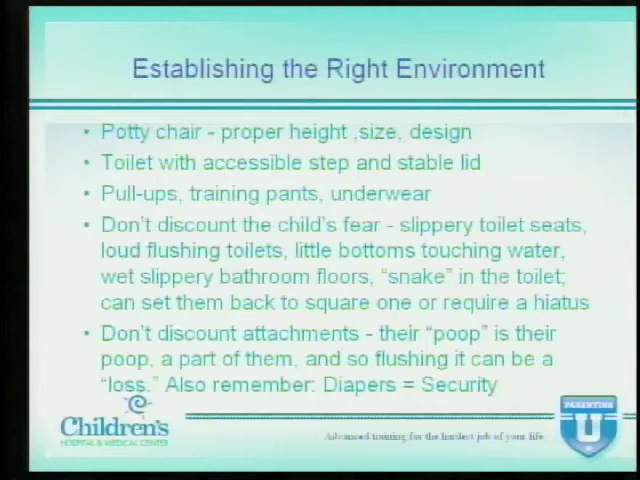 Establishing the Right Environment
• Potty chair - proper height ,size, design
• Toilet with accessible step and stable lid
• Pull-ups, training pants, underwear
• Don't discount the child's fear - slippery toilet seats,
loud flushing toilets, little bottoms touching water,
wet slippery bathroom floors, "snake" in the toilet;
can set them back to square one or require a hiatus
• Don't discount attachments - their "poop" is their
poop, a part of them, and so flushing it can be a
"loss." Also remember: Diapers = Security
Children's
HOSPITAL & MEDICAL CENTER
Advanced training for the hardest job of your life
PARENTING
U